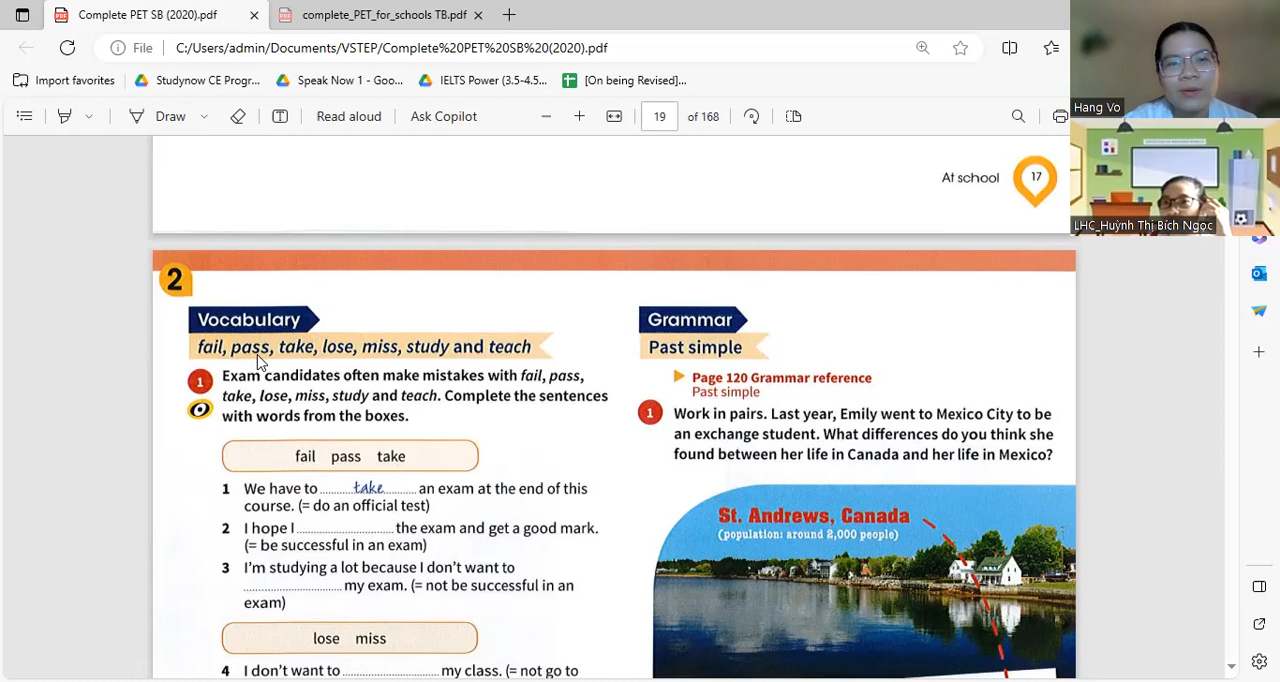 Complete PET SB (2020).pdf
complete_PET_for_schools TB.pdf
File
C:/Users/admin/Documents/VSTEP/Complete%20PET%20SB%20(2020).pdf
Import favorites
Studynow CE Progr...
Speak Now 1 - Goo...
IELTS Power (3.5-4.5...
[On being Revised]...
Draw
Read aloud
Ask Copilot
19
of 168
Hang Vo
LHC_Huỳnh Thị Bích Ngọc
At school
17
2
Vocabulary
fail, pass, take, lose, miss, study and teach
1 Exam candidates often make mistakes with fail, pass,
take, lose, miss, study and teach. Complete the sentences
with words from the boxes.
fail pass take
1 We have to ........take........ an exam at the end of this
course. (= do an official test)
2 I hope I ........................ the exam and get a good mark.
(= be successful in an exam)
3 I'm studying a lot because I don't want to
........................ my exam. (= not be successful in an
exam)
lose miss
4 I don't want to ........................ my class. (= not go to
Grammar
Past simple
Page 120 Grammar reference
Past simple
1 Work in pairs. Last year, Emily went to Mexico City to be
an exchange student. What differences do you think she
found between her life in Canada and her life in Mexico?
St. Andrews, Canada
(population: around 2,000 people)